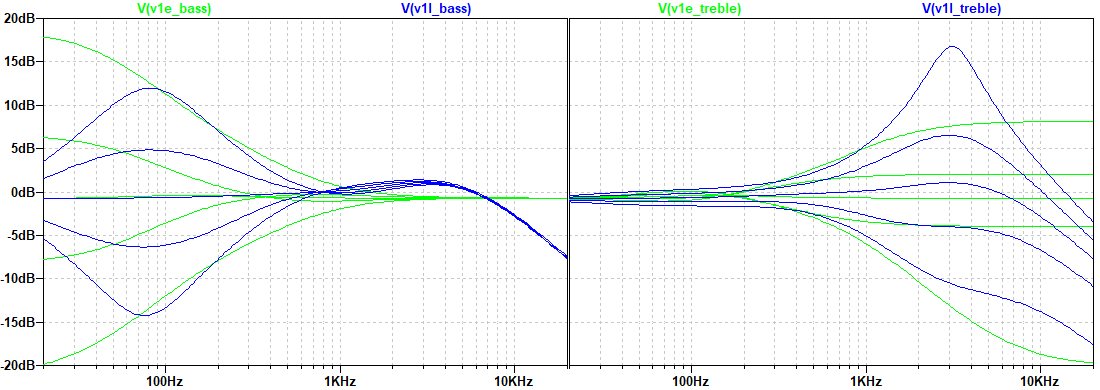 V(v1e_bass) V(v1l_bass) V(v1e_treble) V(v1l_treble)
20dB
15dB
10dB
5dB
0dB
-5dB
-10dB
-15dB
-20dB
100Hz 1KHz 10KHz 100Hz 1KHz 10KHz